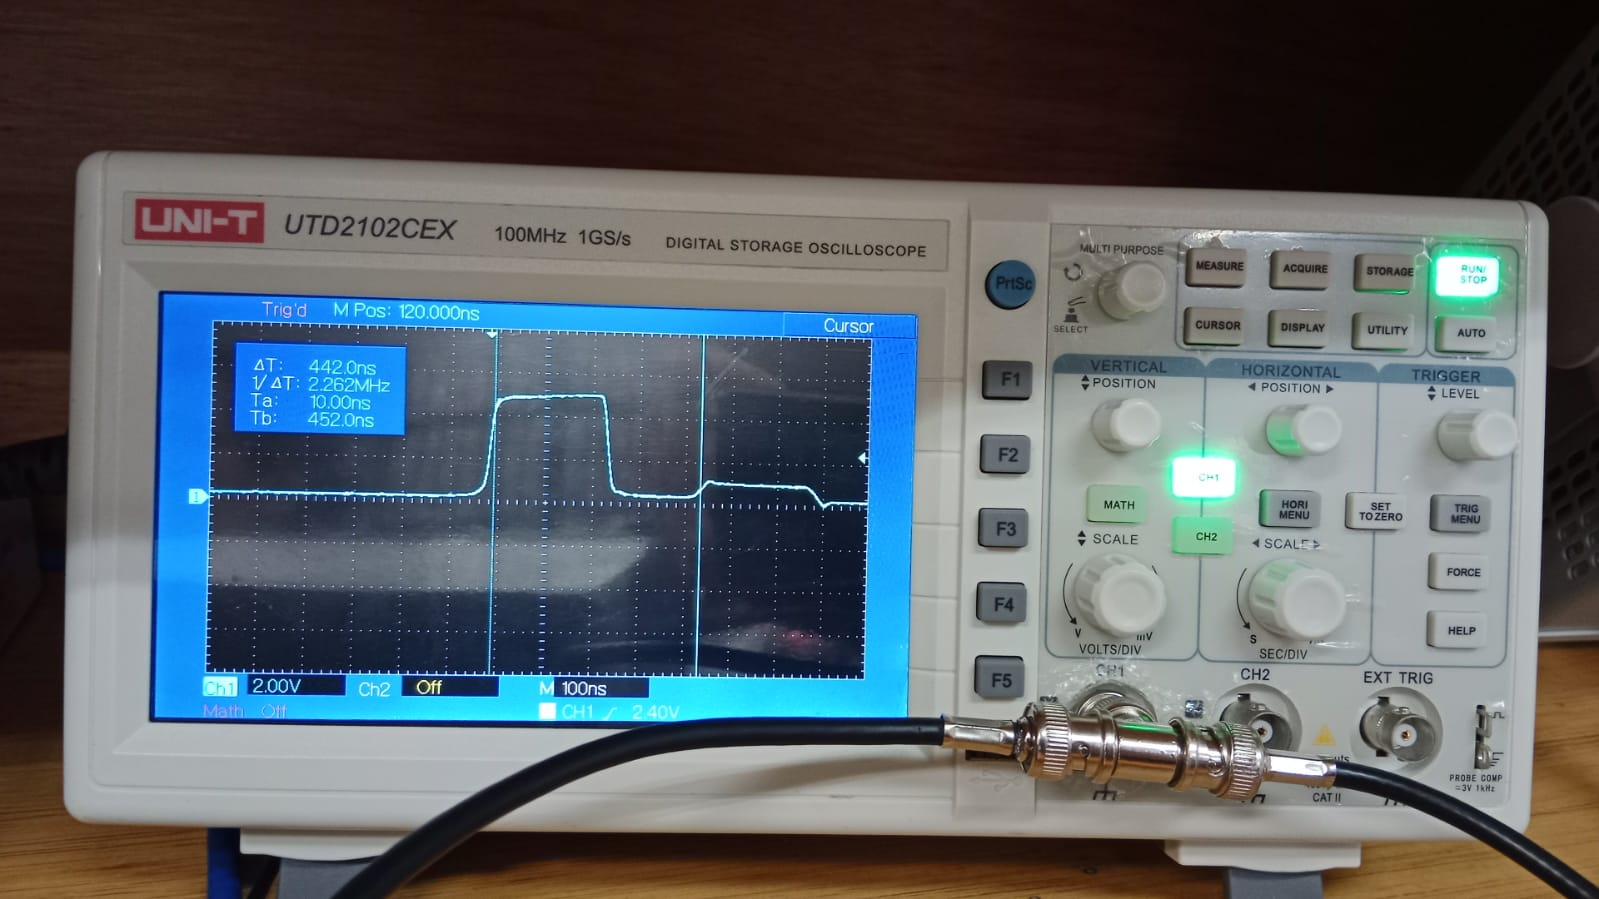 UNI-T UTD2102CEX 100MHz 1GS/s DIGITAL STORAGE OSCILLOSCOPE
Trig'd M Pos: 120.000ns
Cursor
ΔT: 442.0ns
1/ΔT: 2.262MHz
Ta: 10.00ns
Tb: 452.0ns
1
Ch1 2.00V Ch2 Off M 100ns
Math Off CH1 2.40V
PrtSc
F1
F2
F3
F4
F5
MULTI PURPOSE
SELECT
MEASURE ACQUIRE STORAGE RUN/
STOP
CURSOR DISPLAY UTILITY AUTO
VERTICAL HORIZONTAL TRIGGER
POSITION POSITION LEVEL
CH1
MATH
HORI
MENU
SET
TO ZERO
TRIG
MENU
CH2
SCALE SCALE
FORCE
V mV S
HELP
VOLTS/DIV SEC/DIV
CH1 CH2 EXT TRIG
CAT II
PROBE COMP
≈3V 1kHz